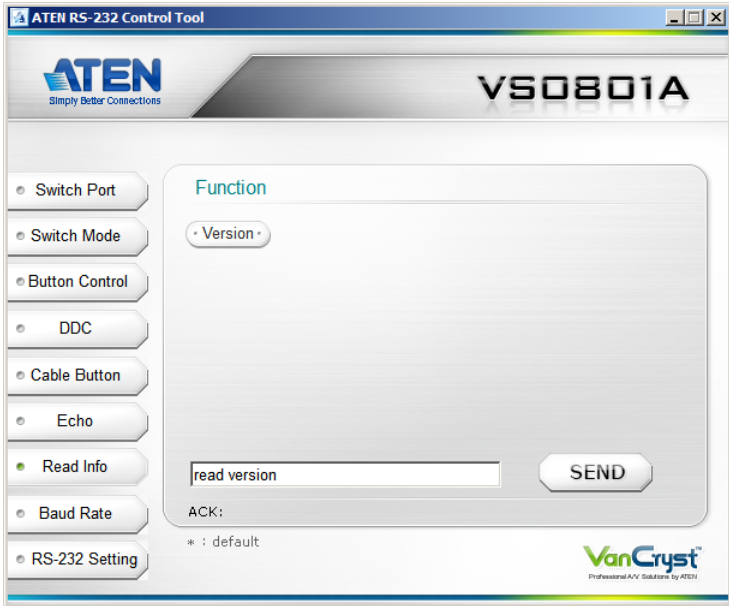 ATEN RS-232 Control Tool
ATEN
Simply Better Connections
VS0801A
Switch Port
Switch Mode
Button Control
DDC
Cable Button
Echo
Read Info
Baud Rate
RS-232 Setting
Function
· Version ·
read version
SEND
ACK:
* : default
VanCryst™
Professional A/V Solutions by ATEN